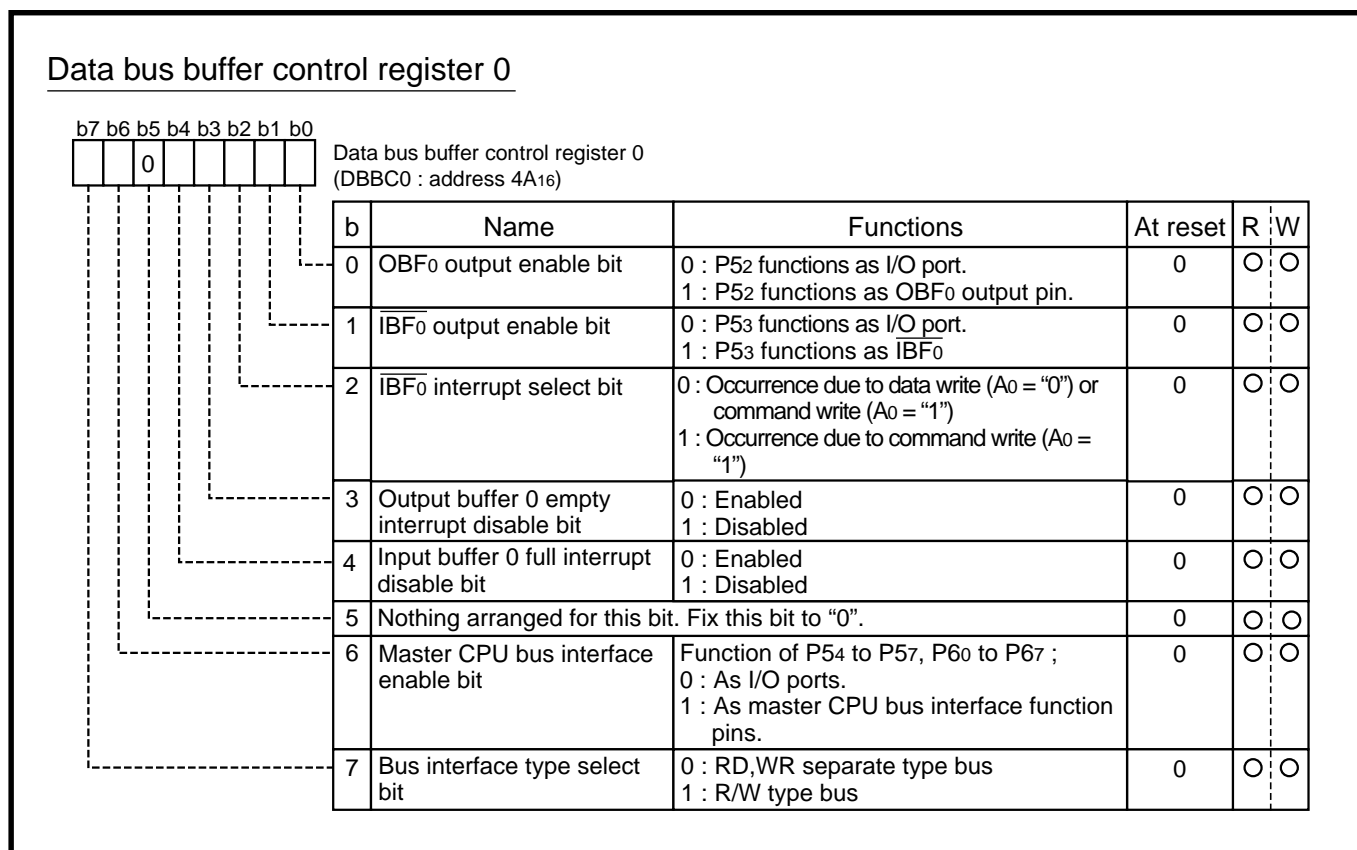 Data bus buffer control register 0
b7 b6 b5 b4 b3 b2 b1 b0
0
Data bus buffer control register 0
(DBBC0 : address 4A16)
b Name Functions At reset R W
0 OBF0 output enable bit 0 : P52 functions as I/O port. 0 O O
1 : P52 functions as OBF0 output pin.
1 IBF0 output enable bit 0 : P53 functions as I/O port. 0 O O
1 : P53 functions as IBF0
2 IBF0 interrupt select bit 0 : Occurrence due to data write (A0 = “0”) or 0 O O
command write (A0 = “1”)
1 : Occurrence due to command write (A0 =
“1”)
3 Output buffer 0 empty 0 : Enabled 0 O O
interrupt disable bit 1 : Disabled
4 Input buffer 0 full interrupt 0 : Enabled 0 O O
disable bit 1 : Disabled
5 Nothing arranged for this bit. Fix this bit to “0”. 0 O O
6 Master CPU bus interface Function of P54 to P57, P60 to P67 ; 0 O O
enable bit 0 : As I/O ports.
1 : As master CPU bus interface function
pins.
7 Bus interface type select 0 : RD,WR separate type bus 0 O O
bit 1 : R/W type bus